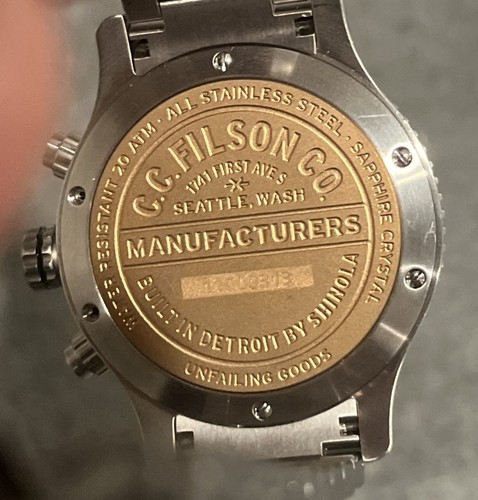 WATER RESISTANT 20 ATM · ALL STAINLESS STEEL · SAPPHIRE CRYSTAL
C.C. FILSON CO.
1741 FIRST AVE S
SEATTLE, WASH
MANUFACTURERS
BUILT IN DETROIT BY SHINOLA
UNFAILING GOODS